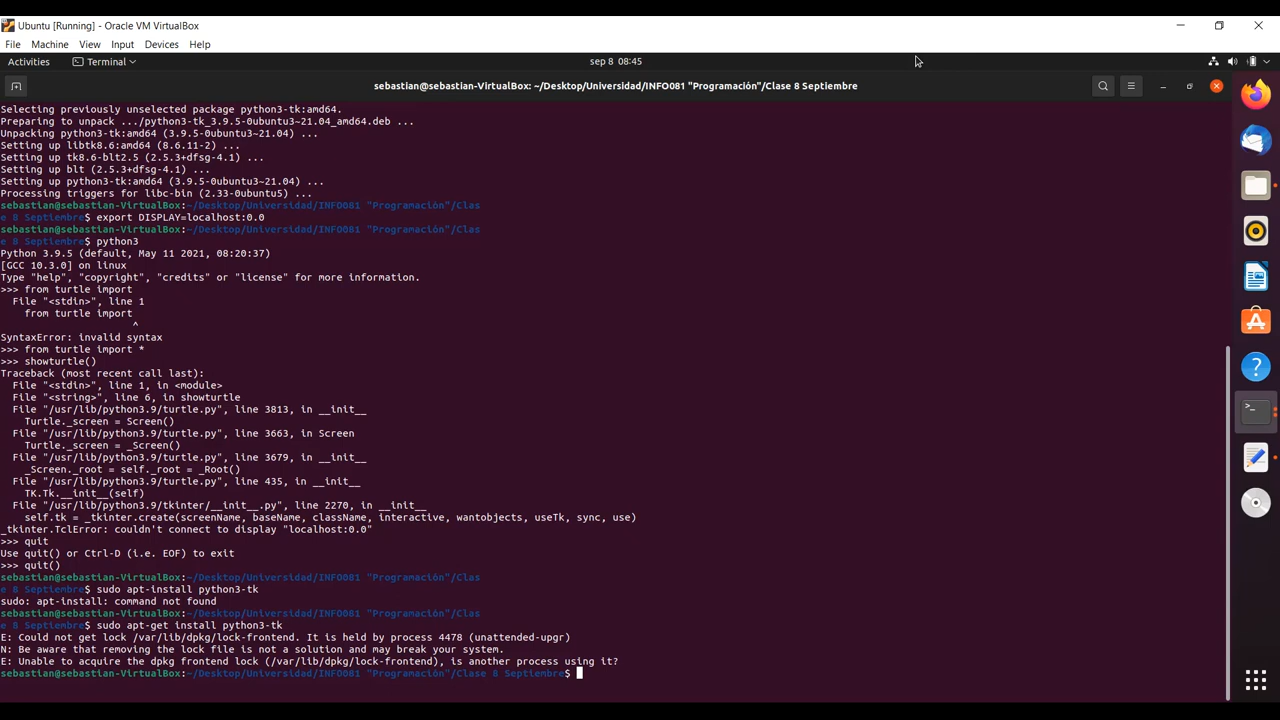 Ubuntu [Running] - Oracle VM VirtualBox
File Machine View Input Devices Help
Activities Terminal sep 8 08:45
sebastian@sebastian-VirtualBox: ~/Desktop/Universidad/INFO081 "Programación"/Clase 8 Septiembre
Selecting previously unselected package python3-tk:amd64.
Preparing to unpack .../python3-tk_3.9.5-0ubuntu3~21.04_amd64.deb ...
Unpacking python3-tk:amd64 (3.9.5-0ubuntu3~21.04) ...
Setting up libtk8.6:amd64 (8.6.11-2) ...
Setting up tk8.6-blt2.5 (2.5.3+dfsg-4.1) ...
Setting up blt (2.5.3+dfsg-4.1) ...
Setting up python3-tk:amd64 (3.9.5-0ubuntu3~21.04) ...
Processing triggers for libc-bin (2.33-0ubuntu5) ...
sebastian@sebastian-VirtualBox:~/Desktop/Universidad/INFO081 "Programación"/Clas
e 8 Septiembre$ export DISPLAY=localhost:0.0
sebastian@sebastian-VirtualBox:~/Desktop/Universidad/INFO081 "Programación"/Clas
e 8 Septiembre$ python3
Python 3.9.5 (default, May 11 2021, 08:20:37)
[GCC 10.3.0] on linux
Type "help", "copyright", "credits" or "license" for more information.
>>> from turtle import
  File "<stdin>", line 1
    from turtle import
                      ^
SyntaxError: invalid syntax
>>> from turtle import *
>>> showturtle()
Traceback (most recent call last):
  File "<stdin>", line 1, in <module>
  File "<string>", line 6, in showturtle
  File "/usr/lib/python3.9/turtle.py", line 3813, in __init__
    Turtle._screen = Screen()
  File "/usr/lib/python3.9/turtle.py", line 3663, in Screen
    Turtle._screen = _Screen()
  File "/usr/lib/python3.9/turtle.py", line 3679, in __init__
    _Screen._root = self._root = _Root()
  File "/usr/lib/python3.9/turtle.py", line 435, in __init__
    TK.Tk.__init__(self)
  File "/usr/lib/python3.9/tkinter/__init__.py", line 2270, in __init__
    self.tk = _tkinter.create(screenName, baseName, className, interactive, wantobjects, useTk, sync, use)
_tkinter.TclError: couldn't connect to display "localhost:0.0"
>>> quit
Use quit() or Ctrl-D (i.e. EOF) to exit
>>> quit()
sebastian@sebastian-VirtualBox:~/Desktop/Universidad/INFO081 "Programación"/Clas
e 8 Septiembre$ sudo apt-install python3-tk
sudo: apt-install: command not found
sebastian@sebastian-VirtualBox:~/Desktop/Universidad/INFO081 "Programación"/Clas
e 8 Septiembre$ sudo apt-get install python3-tk
E: Could not get lock /var/lib/dpkg/lock-frontend. It is held by process 4478 (unattended-upgr)
N: Be aware that removing the lock file is not a solution and may break your system.
E: Unable to acquire the dpkg frontend lock (/var/lib/dpkg/lock-frontend), is another process using it?
sebastian@sebastian-VirtualBox:~/Desktop/Universidad/INFO081 "Programación"/Clase 8 Septiembre$